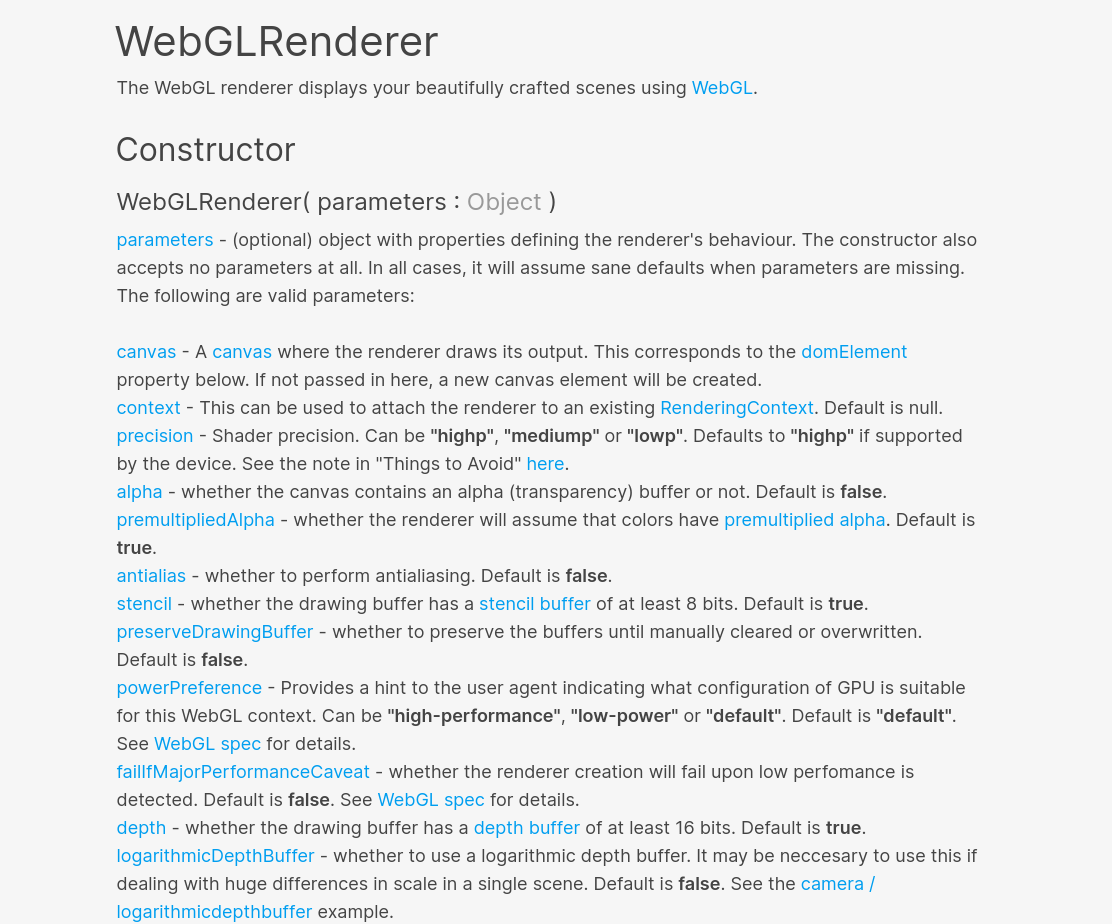 WebGLRenderer
The WebGL renderer displays your beautifully crafted scenes using WebGL.
Constructor
WebGLRenderer( parameters : Object )
parameters - (optional) object with properties defining the renderer's behaviour. The constructor also
accepts no parameters at all. In all cases, it will assume sane defaults when parameters are missing.
The following are valid parameters:
canvas - A canvas where the renderer draws its output. This corresponds to the domElement
property below. If not passed in here, a new canvas element will be created.
context - This can be used to attach the renderer to an existing RenderingContext. Default is null.
precision - Shader precision. Can be "highp", "mediump" or "lowp". Defaults to "highp" if supported
by the device. See the note in "Things to Avoid" here.
alpha - whether the canvas contains an alpha (transparency) buffer or not. Default is false.
premultipliedAlpha - whether the renderer will assume that colors have premultiplied alpha. Default is
true.
antialias - whether to perform antialiasing. Default is false.
stencil - whether the drawing buffer has a stencil buffer of at least 8 bits. Default is true.
preserveDrawingBuffer - whether to preserve the buffers until manually cleared or overwritten.
Default is false.
powerPreference - Provides a hint to the user agent indicating what configuration of GPU is suitable
for this WebGL context. Can be "high-performance", "low-power" or "default". Default is "default".
See WebGL spec for details.
failIfMajorPerformanceCaveat - whether the renderer creation will fail upon low perfomance is
detected. Default is false. See WebGL spec for details.
depth - whether the drawing buffer has a depth buffer of at least 16 bits. Default is true.
logarithmicDepthBuffer - whether to use a logarithmic depth buffer. It may be neccesary to use this if
dealing with huge differences in scale in a single scene. Default is false. See the camera /
logarithmicdepthbuffer example.